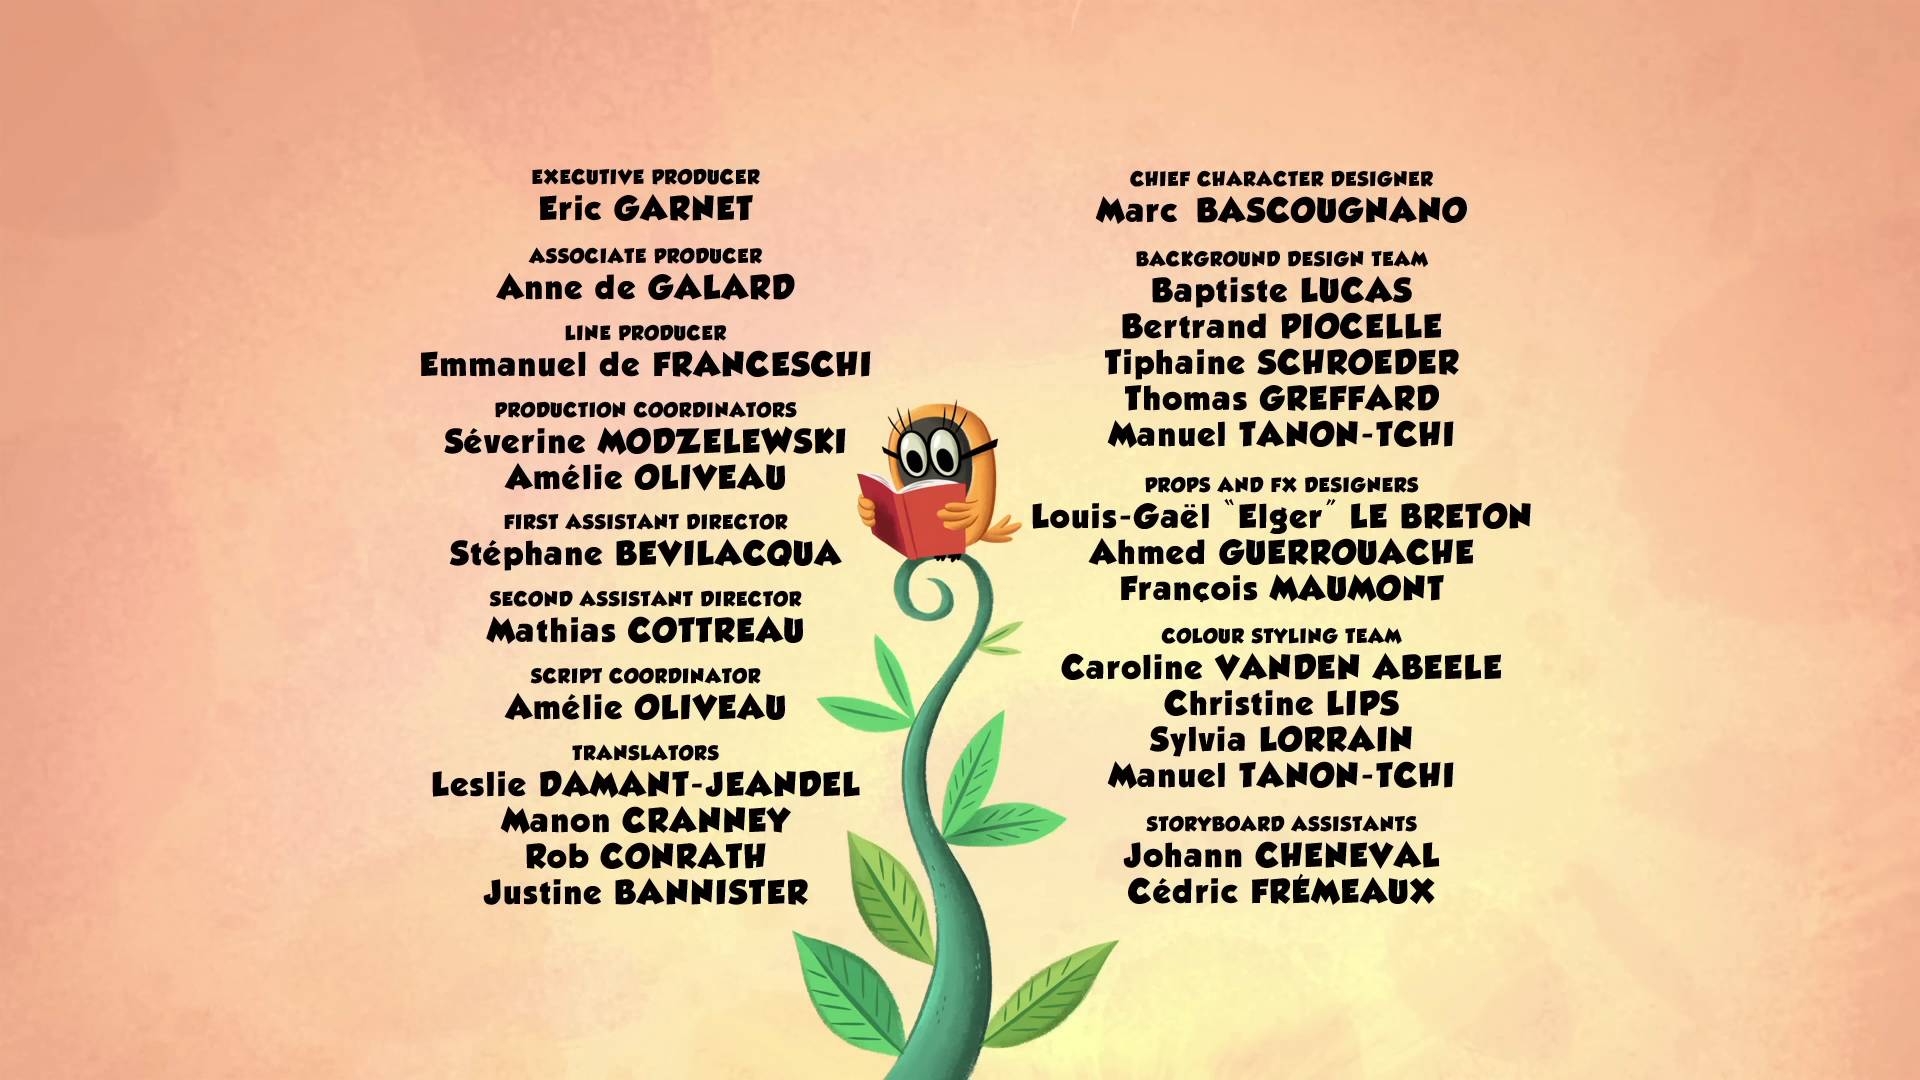 EXECUTIVE PRODUCER
Eric GARNET
ASSOCIATE PRODUCER
Anne de GALARD
LINE PRODUCER
Emmanuel de FRANCESCHI
PRODUCTION COORDINATORS
Séverine MODZELEWSKI
Amélie OLIVEAU
FIRST ASSISTANT DIRECTOR
Stéphane BEVILACQUA
SECOND ASSISTANT DIRECTOR
Mathias COTTREAU
SCRIPT COORDINATOR
Amélie OLIVEAU
TRANSLATORS
Leslie DAMANT-JEANDEL
Manon CRANNEY
Rob CONRATH
Justine BANNISTER
CHIEF CHARACTER DESIGNER
Marc BASCOUGNANO
BACKGROUND DESIGN TEAM
Baptiste LUCAS
Bertrand PIOCELLE
Tiphaine SCHROEDER
Thomas GREFFARD
Manuel TANON-TCHI
PROPS AND FX DESIGNERS
Louis-Gaël "Elger" LE BRETON
Ahmed GUERROUACHE
François MAUMONT
COLOUR STYLING TEAM
Caroline VANDEN ABEELE
Christine LIPS
Sylvia LORRAIN
Manuel TANON-TCHI
STORYBOARD ASSISTANTS
Johann CHENEVAL
Cédric FRÉMEAUX